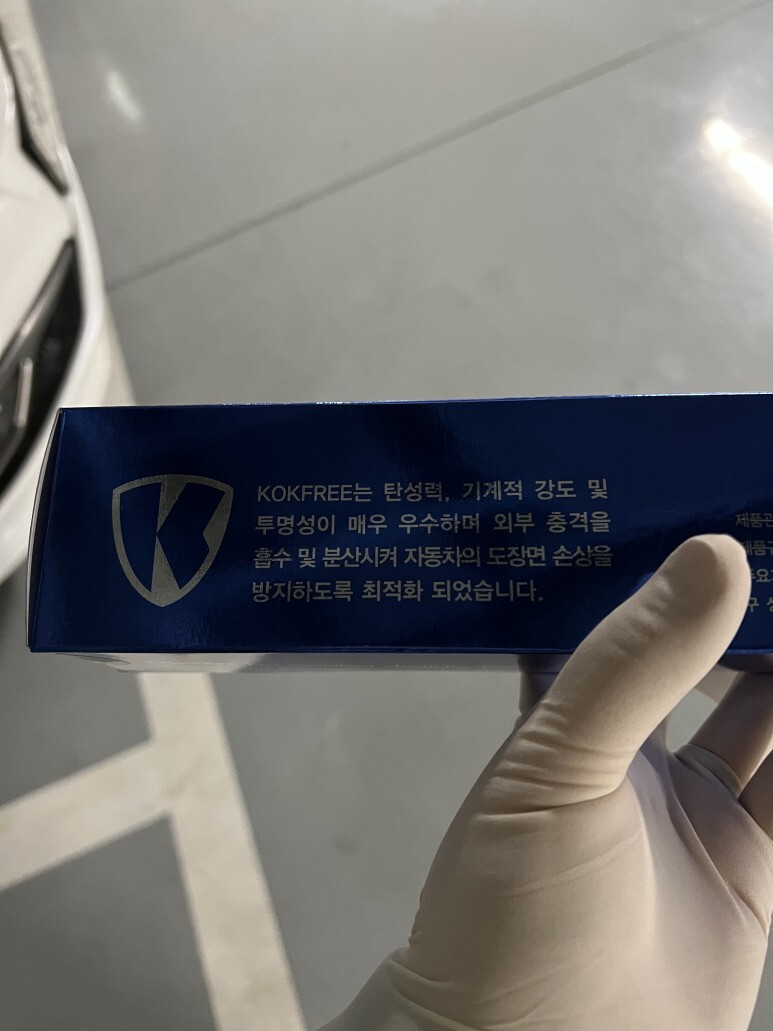 KOKFREE는 탄성력, 기계적 강도 및
투명성이 매우 우수하며 외부 충격을
흡수 및 분산시켜 자동차의 도장면 손상을
방지하도록 최적화 되었습니다.